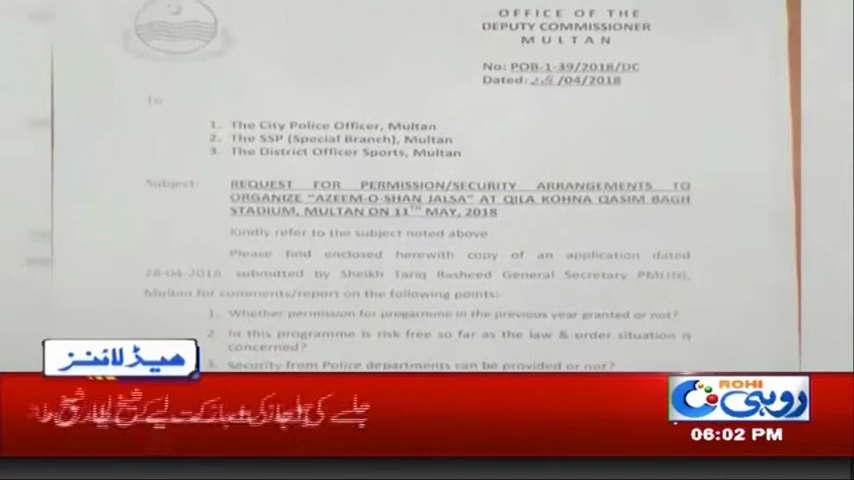 OFFICE OF THE
DEPUTY COMMISSIONER
MULTAN
No: POB-1-39/2018/DC
Dated: 28/04/2018
To
1. The City Police Officer, Multan
2. The SSP (Special Branch), Multan
3. The District Officer Sports, Multan
Subject: REQUEST FOR PERMISSION/SECURITY ARRANGEMENTS TO
ORGANIZE "AZEEM-O-SHAN JALSA" AT QILA KOHNA QASIM BAGH
STADIUM, MULTAN ON 11TH MAY, 2018
Kindly refer to the subject noted above
Please find enclosed herewith copy of an application dated
28-04-2018 submitted by Sheikh Tariq Rasheed General Secretary PML(N),
Multan for comments/report on the following points:
1. Whether permission for progamme in the previous year granted or not?
2. In this programme is risk free so far as the law & order situation is
concerned?
3. Security from Police departments can be provided or not?
ہیڈلائنز
جلسے کی
ROHI
روہی
06:02 PM